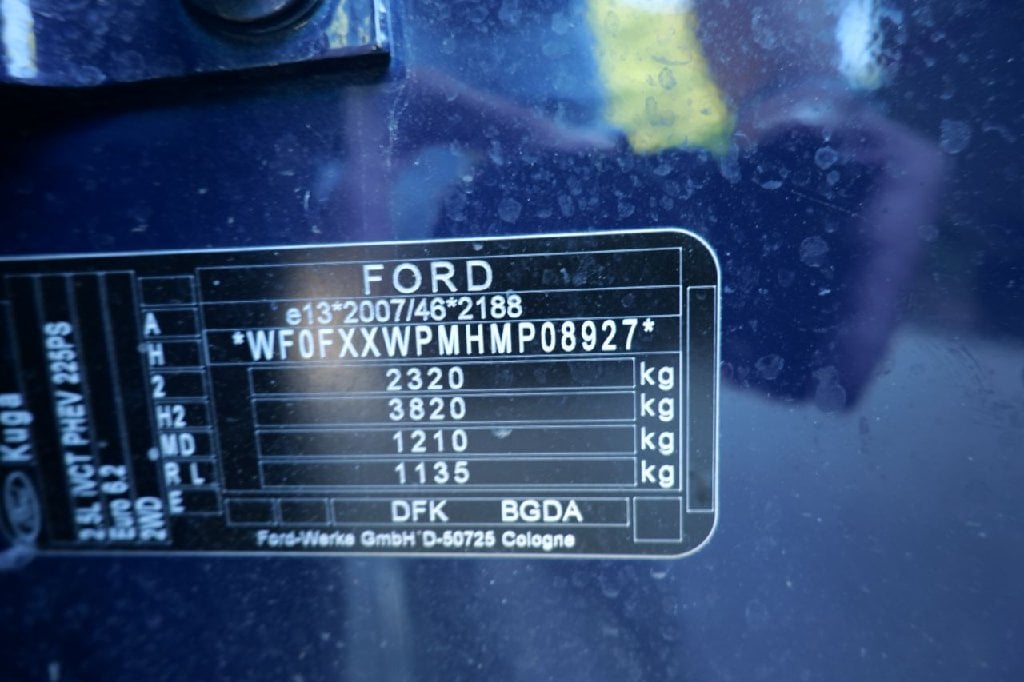 FORD
e13*2007/46*2188
*WF0FXXWPMHMP08927*
2320 kg
3820 kg
1210 kg
1135 kg
DFK BGDA
Ford-Werke GmbH D-50725 Cologne
A
H
2
H2
MD
R L
E
Kuga
2.5L iVCT PHEV 225PS
Euro 6.2
2WD